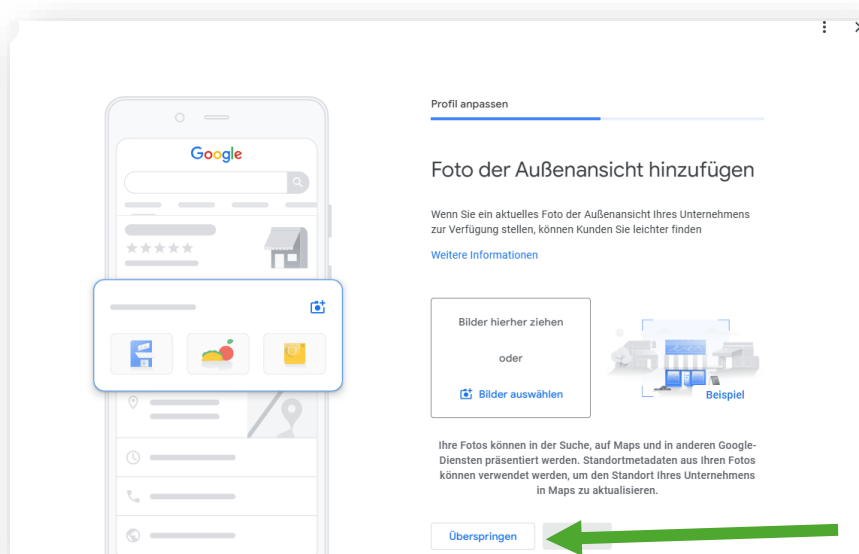 Profil anpassen
Google
Foto der Außenansicht hinzufügen
Wenn Sie ein aktuelles Foto der Außenansicht Ihres Unternehmens
zur Verfügung stellen, können Kunden Sie leichter finden
Weitere Informationen
Bilder hierher ziehen
oder
Bilder auswählen
Beispiel
Ihre Fotos können in der Suche, auf Maps und in anderen Google-
Diensten präsentiert werden. Standortmetadaten aus Ihren Fotos
können verwendet werden, um den Standort Ihres Unternehmens
in Maps zu aktualisieren.
Überspringen